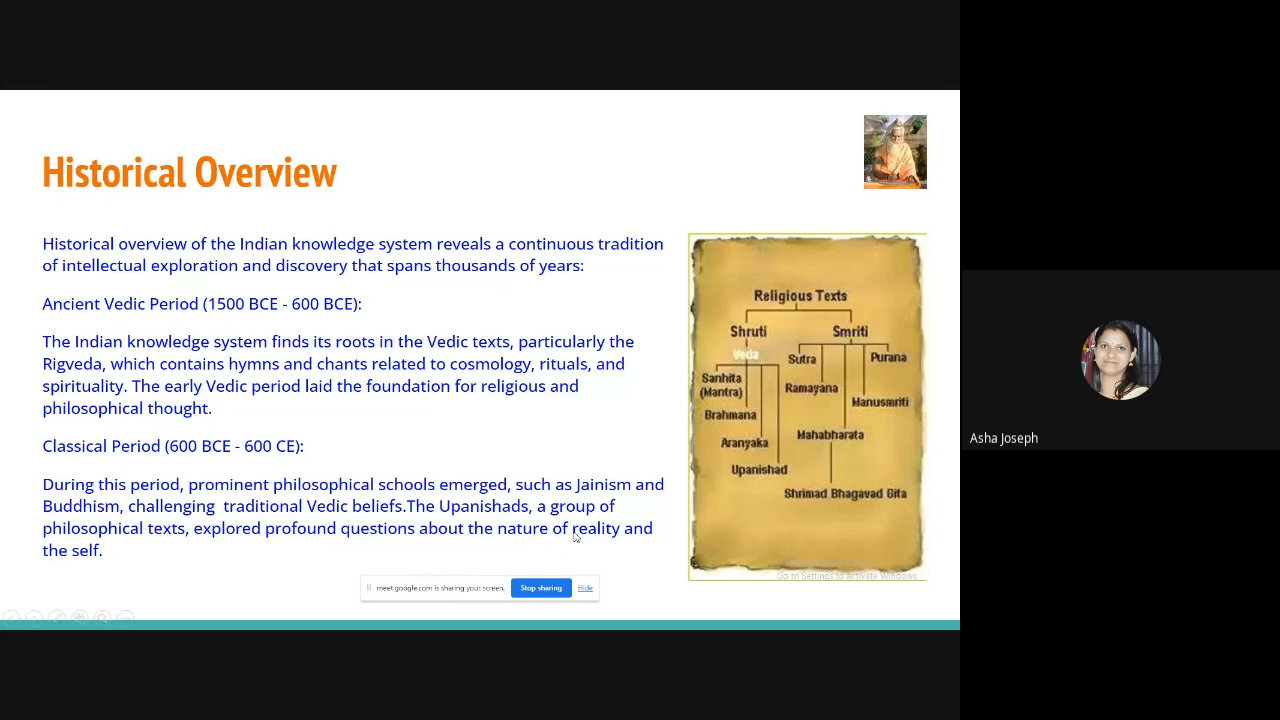 Historical Overview
Historical overview of the Indian knowledge system reveals a continuous tradition
of intellectual exploration and discovery that spans thousands of years:
Ancient Vedic Period (1500 BCE - 600 BCE):
The Indian knowledge system finds its roots in the Vedic texts, particularly the
Rigveda, which contains hymns and chants related to cosmology, rituals, and
spirituality. The early Vedic period laid the foundation for religious and
philosophical thought.
Classical Period (600 BCE - 600 CE):
During this period, prominent philosophical schools emerged, such as Jainism and
Buddhism, challenging  traditional Vedic beliefs.The Upanishads, a group of
philosophical texts, explored profound questions about the nature of reality and
the self.
Religious Texts
Shruti
Smriti
Veda
Sutra
Purana
Sanhita
(Mantra)
Ramayana
Manusmriti
Brahmana
Aranyaka
Mahabharata
Upanishad
Shrimad Bhagavad Gita
Go to Settings to activate Windows.
meet.google.com is sharing your screen.
Stop sharing
Hide
Asha Joseph